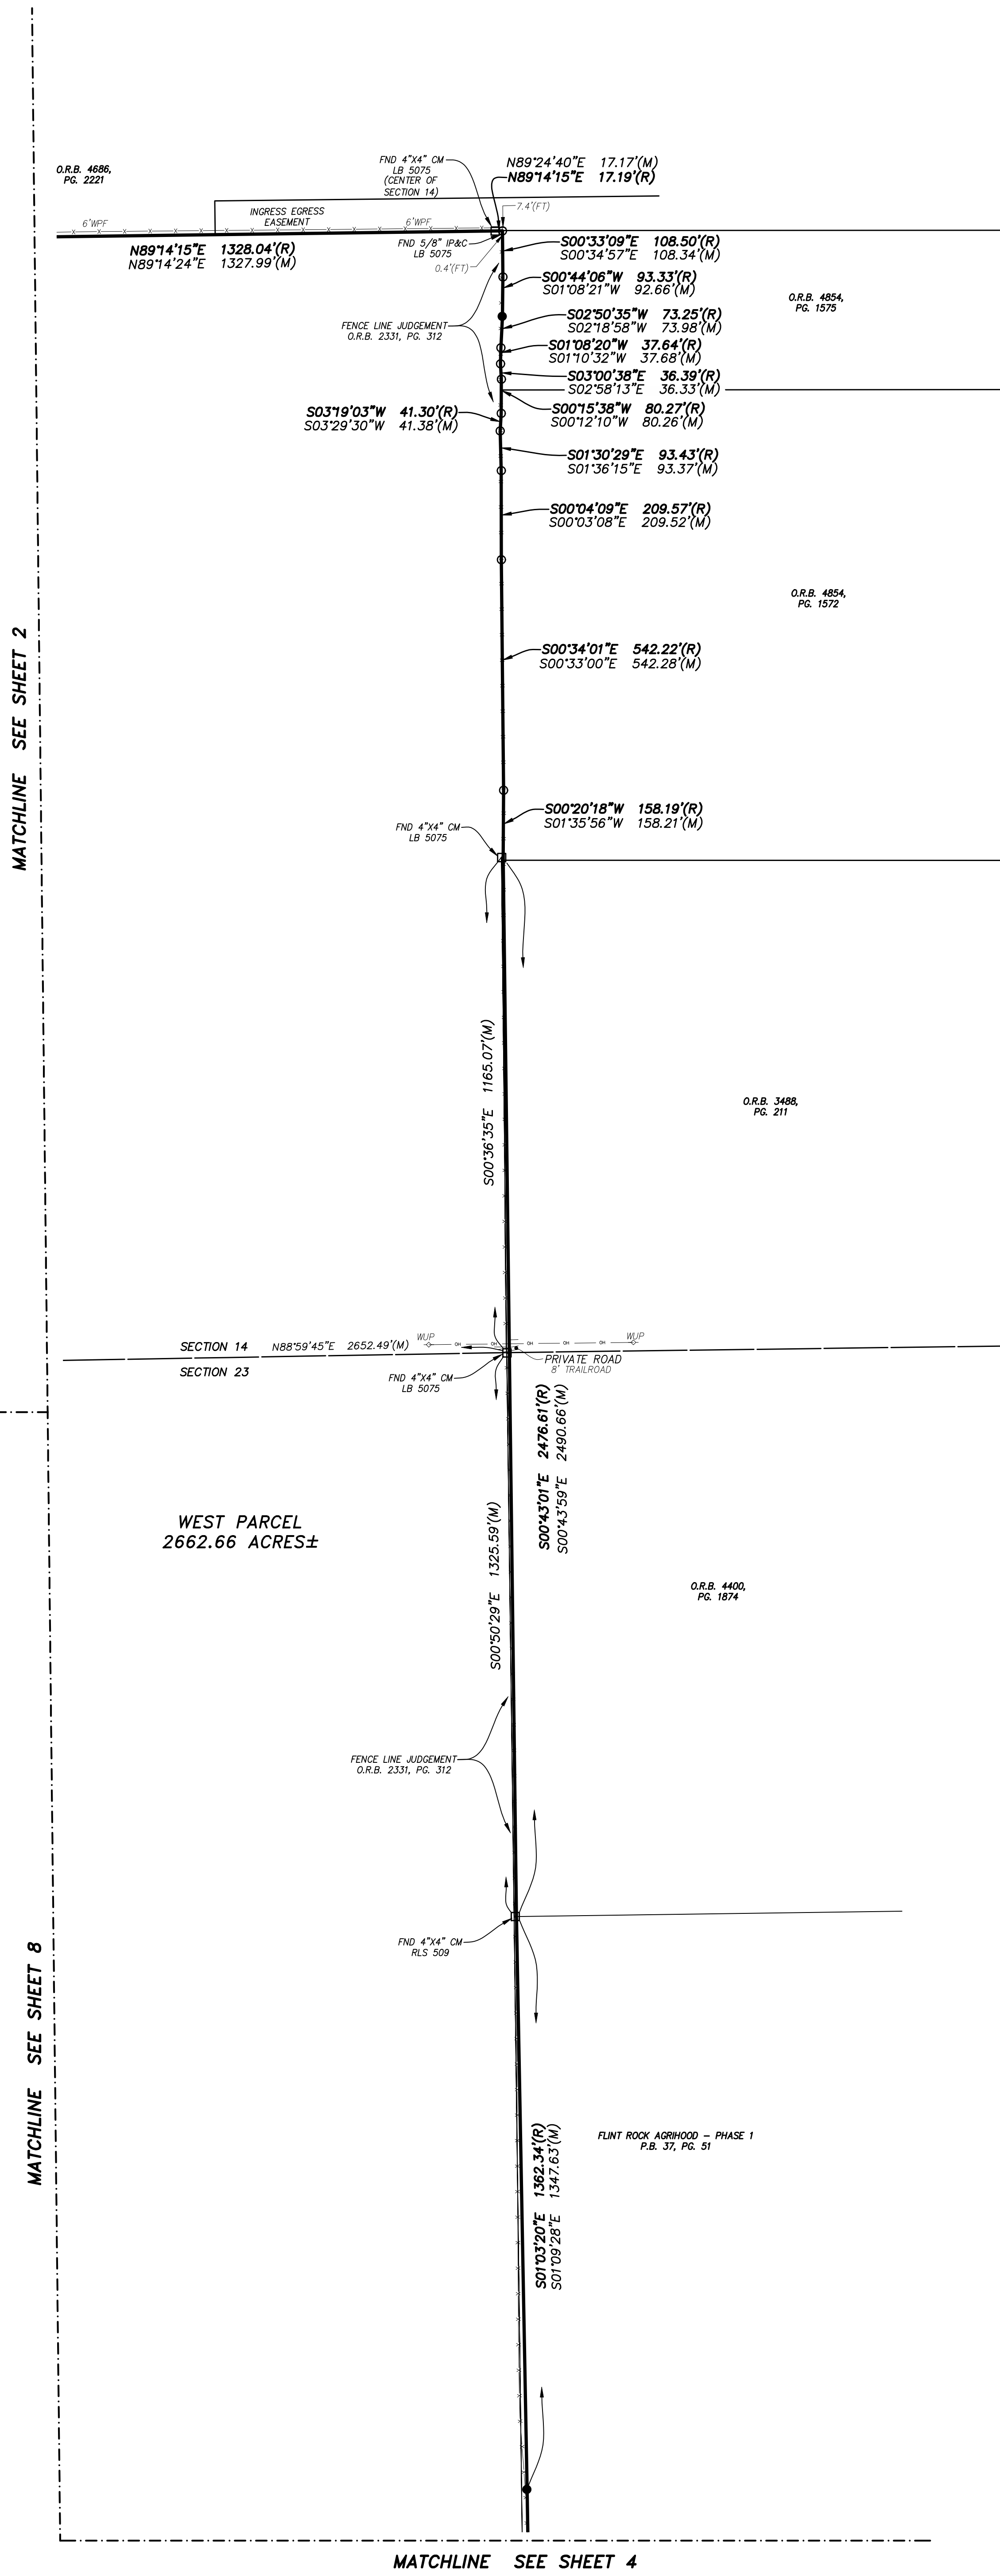 O.R.B. 4686,
PG. 2221
FND 4"X4" CM
LB 5075
(CENTER OF
SECTION 14)
N89°24'40"E 17.17'(M)
N89°14'15"E 17.19'(R)
7.4'(FT)
6'WPF
INGRESS EGRESS
EASEMENT
6'WPF
N89°14'15"E 1328.04'(R)
N89°14'24"E 1327.99'(M)
FND 5/8" IP&C
LB 5075
0.4'(FT)
S00°33'09"E 108.50'(R)
S00°34'57"E 108.34'(M)
S00°44'06"W 93.33'(R)
S01°08'21"W 92.66'(M)
O.R.B. 4854,
PG. 1575
FENCE LINE JUDGEMENT
O.R.B. 2331, PG. 312
S02°50'35"W 73.25'(R)
S02°18'58"W 73.98'(M)
S01°08'20"W 37.64'(R)
S01°10'32"W 37.68'(M)
S03°00'38"E 36.39'(R)
S02°58'13"E 36.33'(M)
S03°19'03"W 41.30'(R)
S03°29'30"W 41.38'(M)
S00°15'38"W 80.27'(R)
S00°12'10"W 80.26'(M)
S01°30'29"E 93.43'(R)
S01°36'15"E 93.37'(M)
S00°04'09"E 209.57'(R)
S00°03'08"E 209.52'(M)
O.R.B. 4854,
PG. 1572
S00°34'01"E 542.22'(R)
S00°33'00"E 542.28'(M)
MATCHLINE SEE SHEET 2
S00°20'18"W 158.19'(R)
S01°35'56"W 158.21'(M)
FND 4"X4" CM
LB 5075
S00°36'35"E 1165.07'(M)
O.R.B. 3488,
PG. 211
SECTION 14
N88°59'45"E 2652.49'(M)
WUP
OH
OH
OH
OH
OH
WUP
SECTION 23
PRIVATE ROAD
8' TRAILROAD
FND 4"X4" CM
LB 5075
S00°43'01"E 2476.61'(R)
S00°43'59"E 2490.66'(M)
WEST PARCEL
2662.66 ACRES±
S00°50'29"E 1325.59'(M)
O.R.B. 4400,
PG. 1874
FENCE LINE JUDGEMENT
O.R.B. 2331, PG. 312
FND 4"X4" CM
RLS 509
MATCHLINE SEE SHEET 8
FLINT ROCK AGRIHOOD – PHASE 1
P.B. 37, PG. 51
S01°03'20"E 1362.34'(R)
S01°09'28"E 1347.63'(M)
MATCHLINE SEE SHEET 4